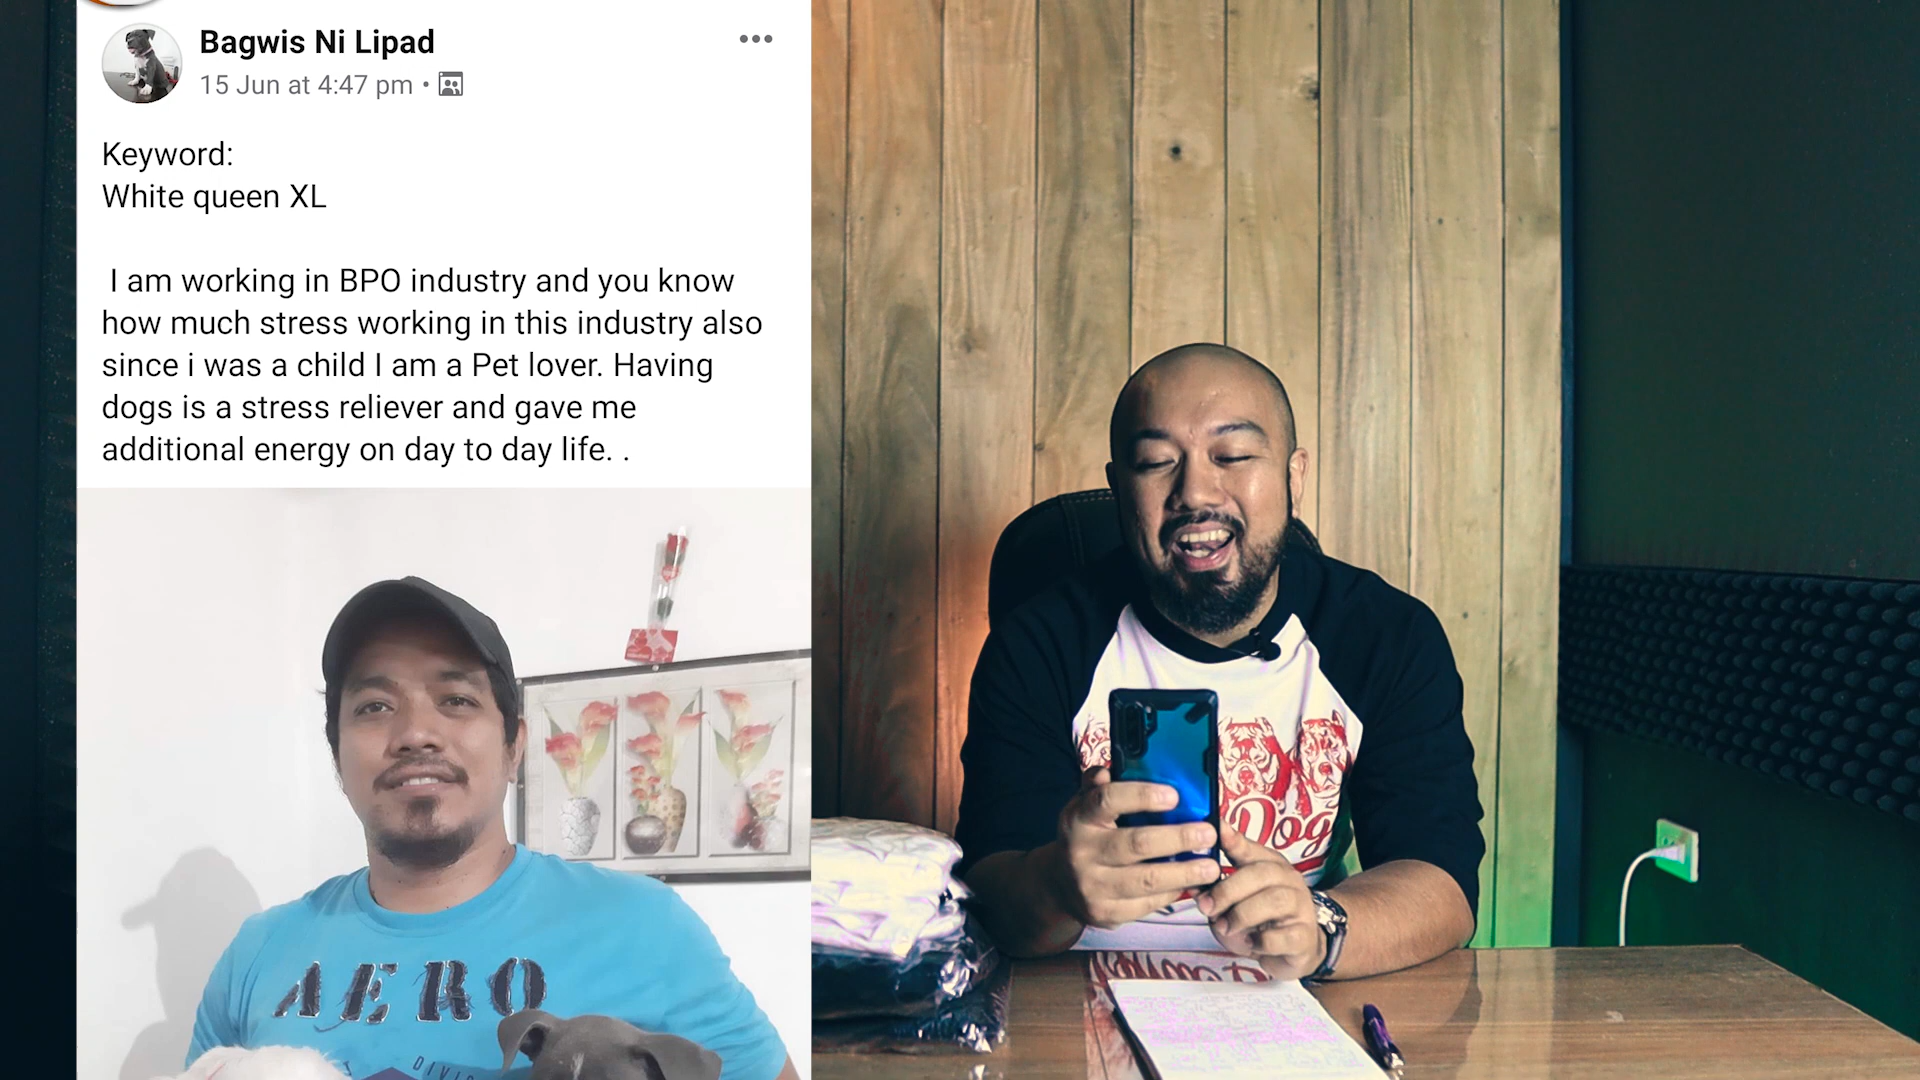 Bagwis Ni Lipad
15 Jun at 4:47 pm •
Keyword:
White queen XL
I am working in BPO industry and you know
how much stress working in this industry also
since i was a child I am a Pet lover. Having
dogs is a stress reliever and gave me
additional energy on day to day life. .
AERO
Dog